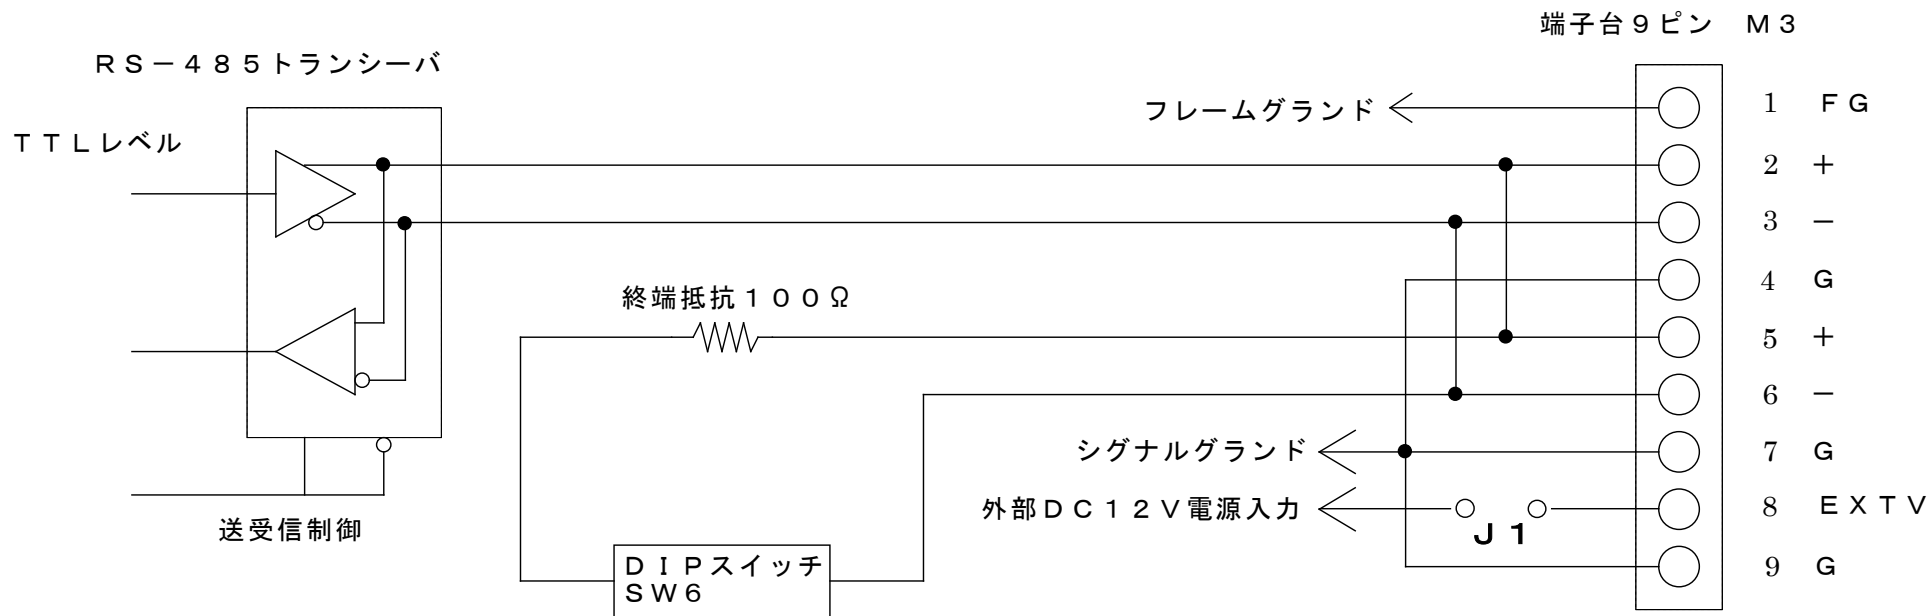 端子台９ピン　Ｍ３
ＲＳ－４８５トランシーバ
ＴＴＬレベル
フレームグランド
1　ＦＧ
2　＋
3　－
4　Ｇ
終端抵抗１００Ω
5　＋
6　－
シグナルグランド
7　Ｇ
外部ＤＣ１２Ｖ電源入力
Ｊ１
8　ＥＸＴＶ
送受信制御
ＤＩＰスイッチ
ＳＷ６
9　Ｇ